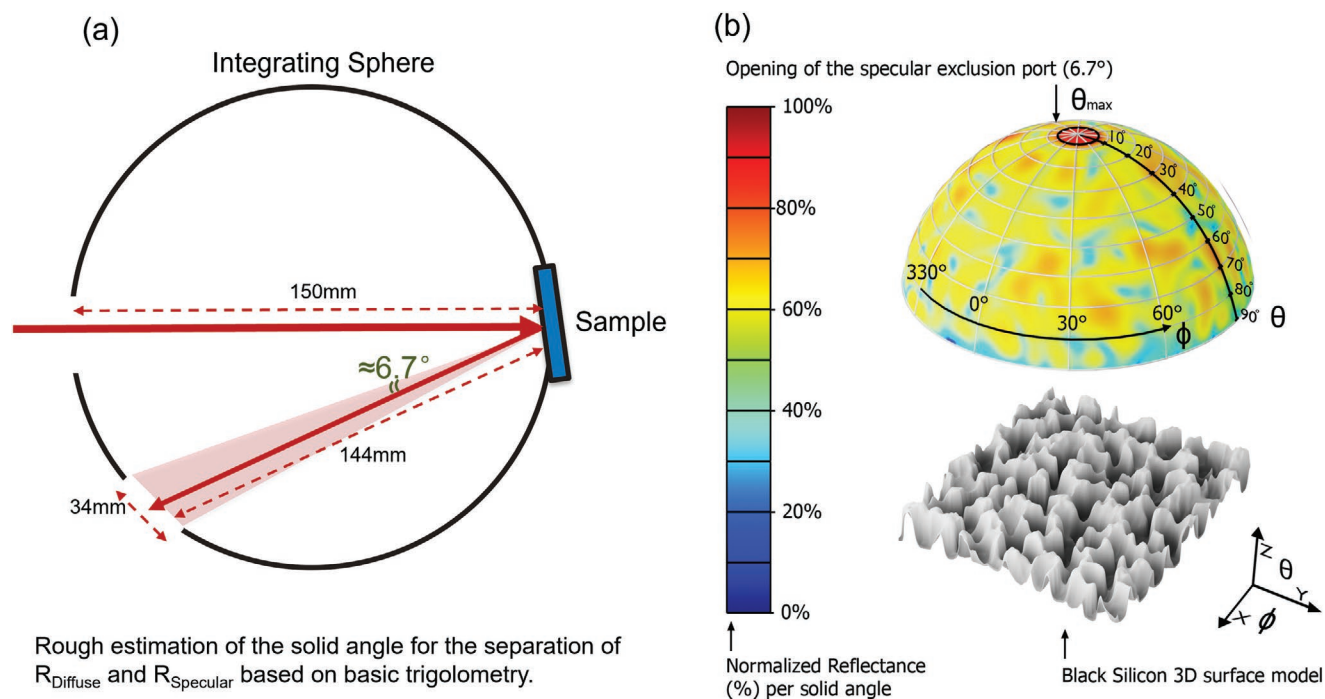 (a)
Integrating Sphere
150mm
Sample
≈6.7°
144mm
34mm
Rough estimation of the solid angle for the separation of
RDiffuse and RSpecular based on basic trigolometry.
(b)
Opening of the specular exclusion port (6.7°)
θmax
100%
80%
60%
40%
20%
0%
10°
20°
30°
40°
50°
60°
70°
80°
90°
θ
330°
0°
30°
60°
ϕ
Z
θ
Y
X
ϕ
Normalized Reflectance
(%) per solid angle
Black Silicon 3D surface model